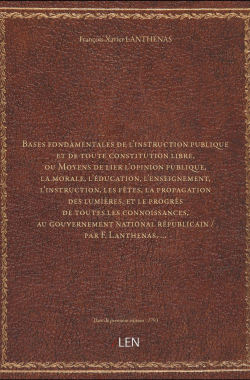 François-Xavier LANTHENAS
Bases fondamentales de l'instruction publique
et de toute constitution libre,
ou Moyens de lier l'opinion publique,
la morale, l'éducation, l'enseignement,
l'instruction, les fêtes, la propagation
des lumières, et le progrès
de toutes les connoissances,
au gouvernement national républicain /
par F. Lanthenas, ...
Date de première édition : 1793
LEN